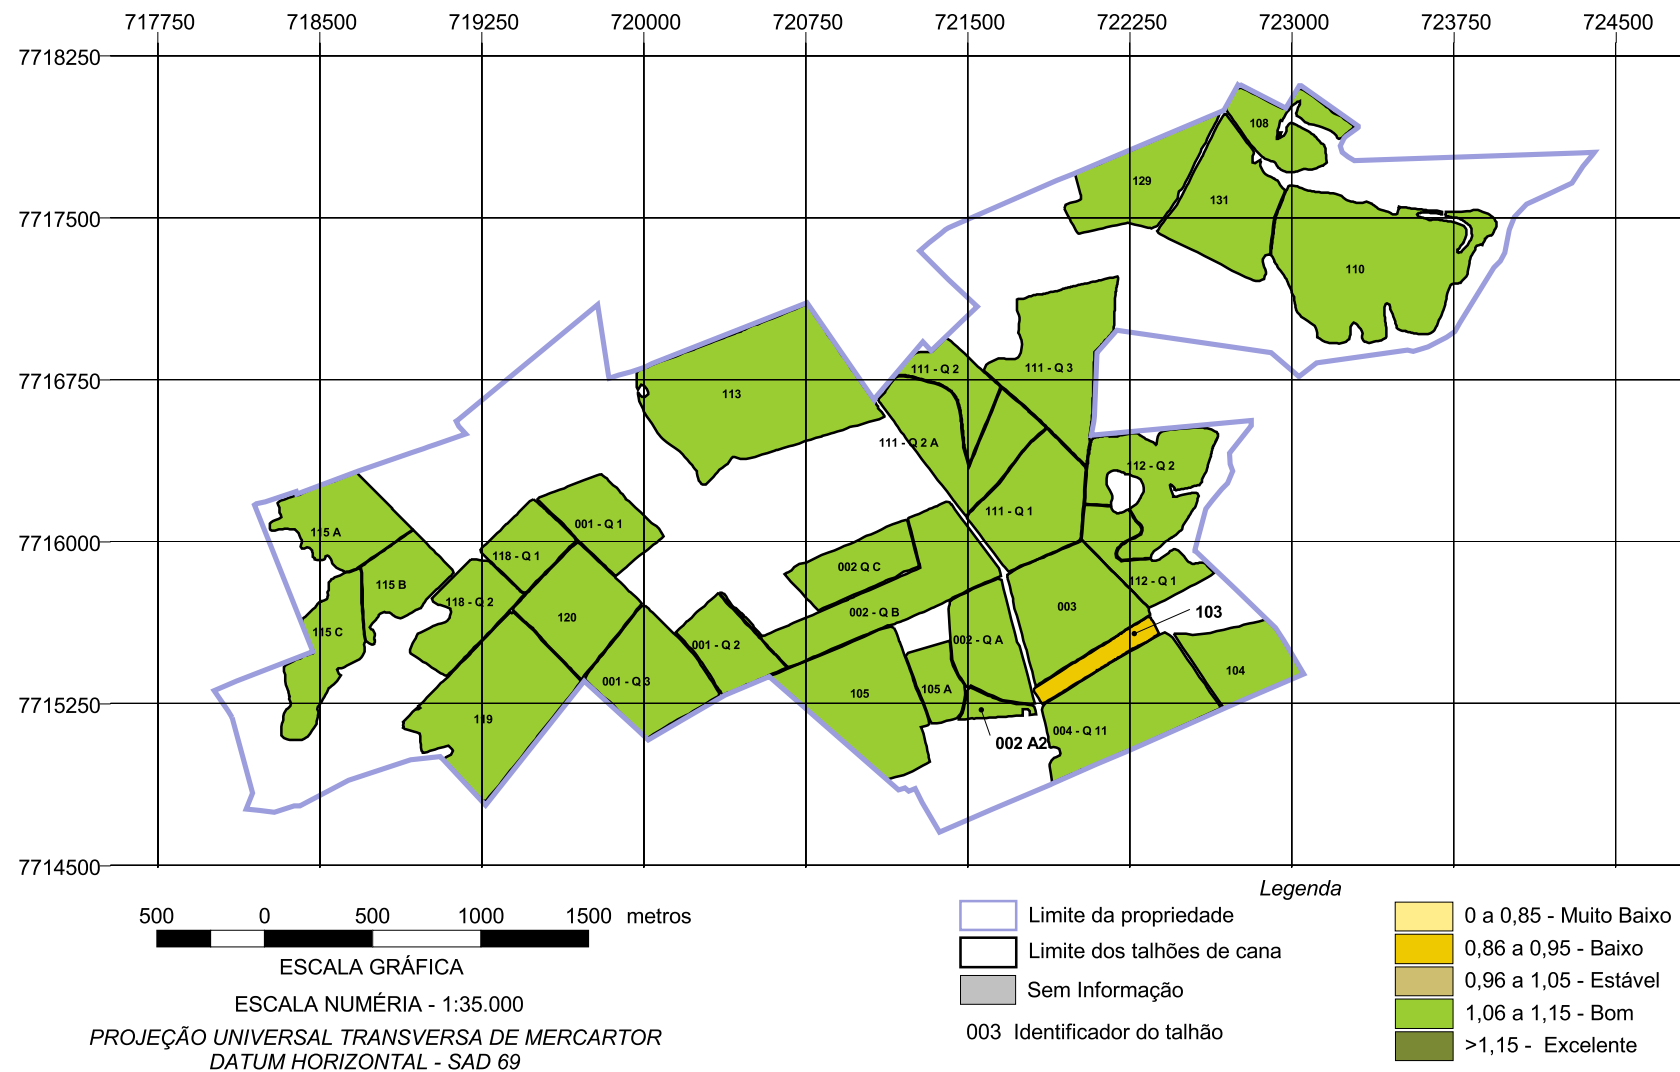 717750 718500 719250 720000 720750 721500 722250 723000 723750 724500
7718250
108
129
131
7717500
110
7716750
111 - Q 2
111 - Q 3
113
111 - Q 2 A
112 - Q 2
111 - Q 1
001 - Q 1
115 A
7716000
118 - Q 1
002 Q C
115 B
112 - Q 1
118 - Q 2
003
103
002 - Q B
120
115 C
002 - Q A
001 - Q 2
104
001 - Q 3
105
105 A
7715250
119
004 - Q 11
002 A2
7714500
500 0 500 1000 1500 metros
ESCALA GRÁFICA
ESCALA NUMÉRIA - 1:35.000
PROJEÇÃO UNIVERSAL TRANSVERSA DE MERCARTOR
DATUM HORIZONTAL - SAD 69
Legenda
Limite da propriedade
Limite dos talhões de cana
Sem Informação
003 Identificador do talhão
0 a 0,85 - Muito Baixo
0,86 a 0,95 - Baixo
0,96 a 1,05 - Estável
1,06 a 1,15 - Bom
>1,15 - Excelente